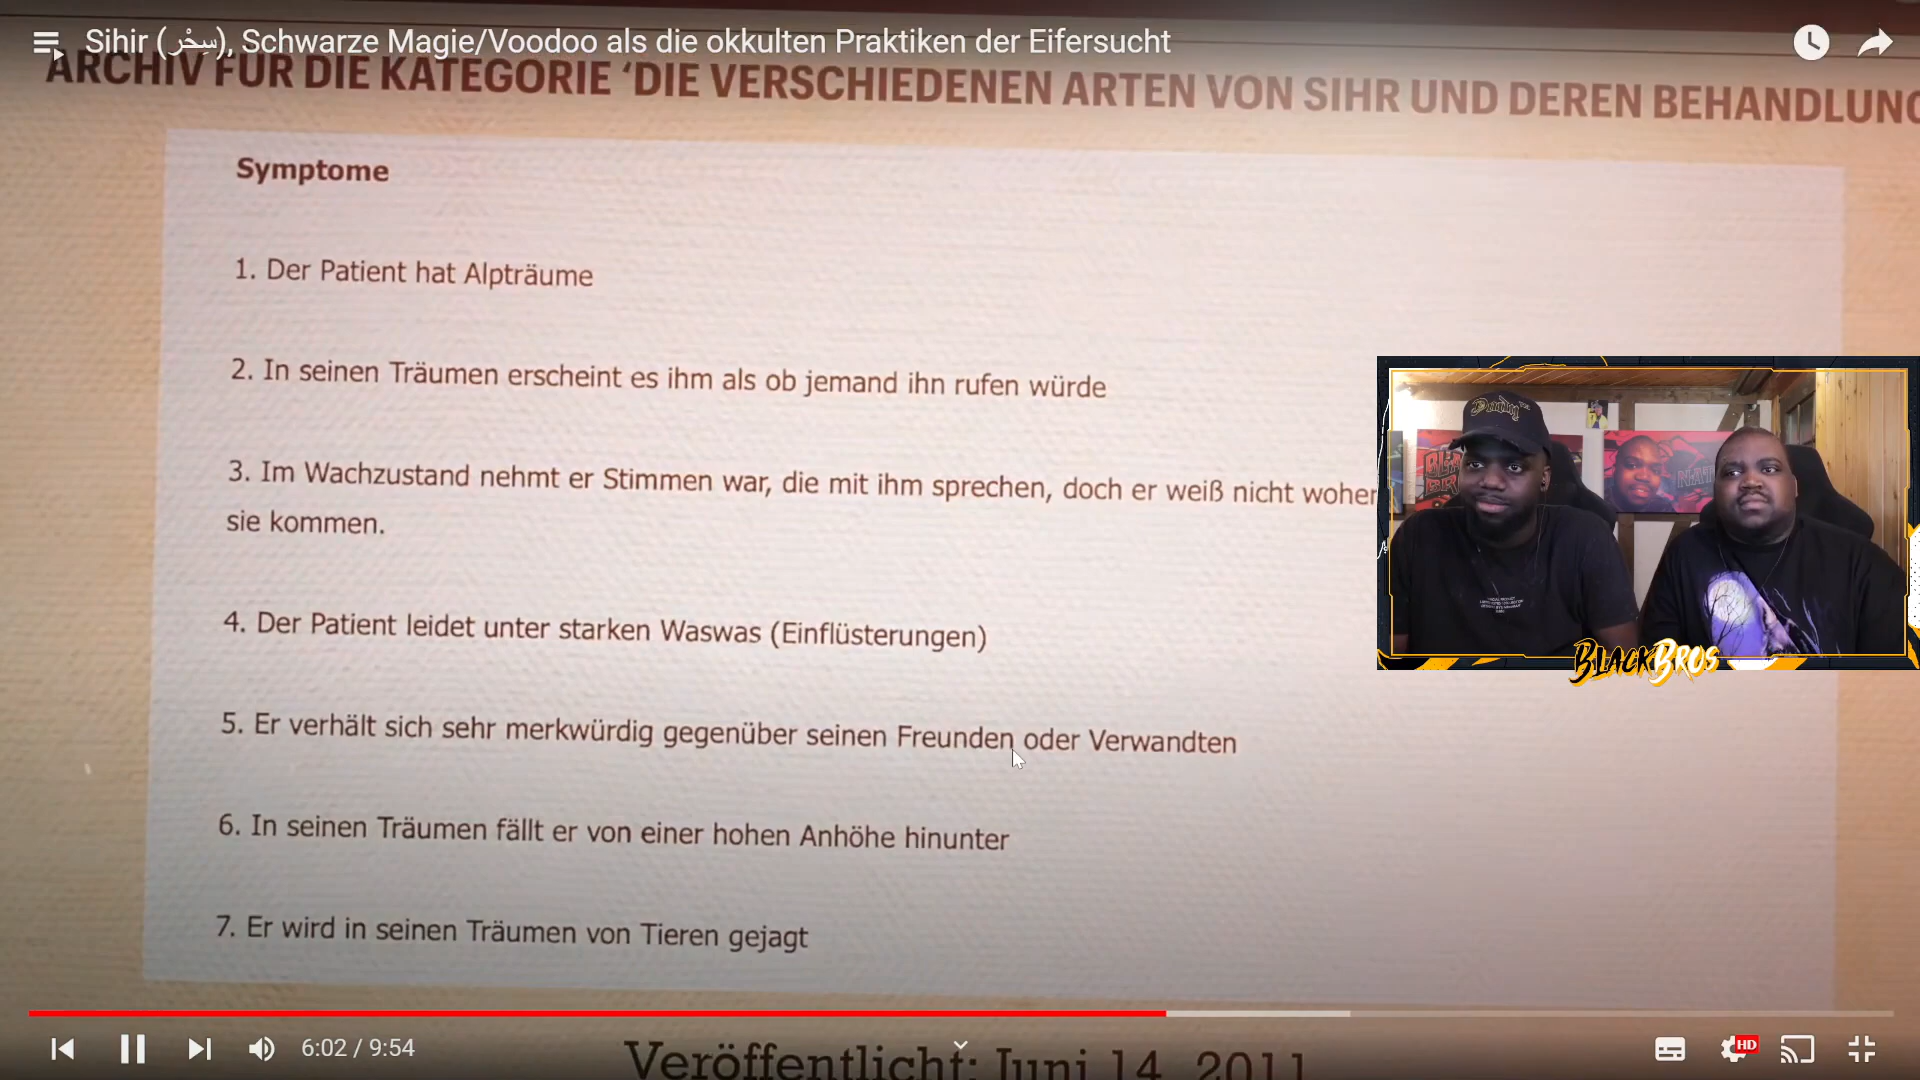 Sihir (سِحْر), Schwarze Magie/Voodoo als die okkulten Praktiken der Eifersucht
ARCHIV FÜR DIE KATEGORIE ‘DIE VERSCHIEDENEN ARTEN VON SIHR UND DEREN BEHANDLUNG
Symptome
1. Der Patient hat Alpträume
2. In seinen Träumen erscheint es ihm als ob jemand ihn rufen würde
3. Im Wachzustand nehmt er Stimmen war, die mit ihm sprechen, doch er weiß nicht woher
sie kommen.
4. Der Patient leidet unter starken Waswas (Einflüsterungen)
5. Er verhält sich sehr merkwürdig gegenüber seinen Freunden oder Verwandten
6. In seinen Träumen fällt er von einer hohen Anhöhe hinunter
7. Er wird in seinen Träumen von Tieren gejagt
BLACKBROS
6:02 / 9:54
HD
Veröffentlicht: Juni 14, 2011